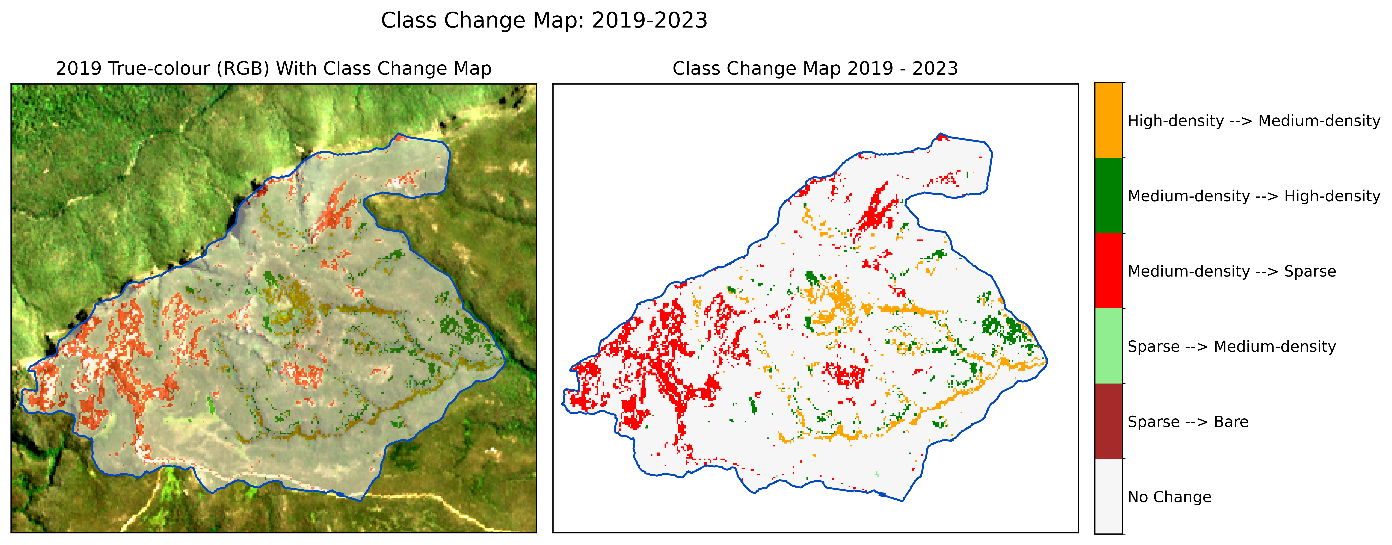 Class Change Map: 2019-2023
2019 True-colour (RGB) With Class Change Map
Class Change Map 2019 - 2023
High-density --> Medium-density
Medium-density --> High-density
Medium-density --> Sparse
Sparse --> Medium-density
Sparse --> Bare
No Change